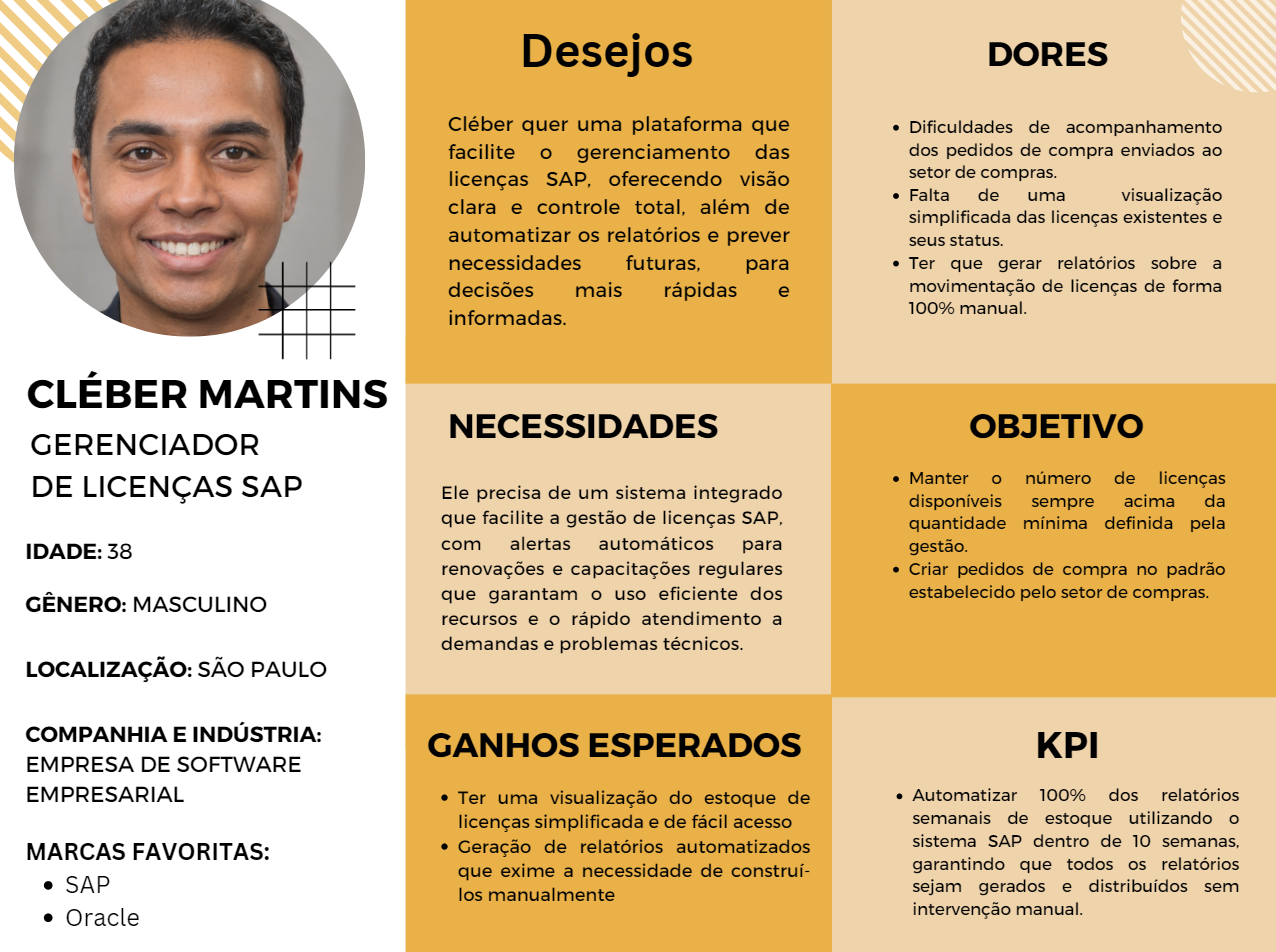 CLÉBER MARTINS
GERENCIADOR
DE LICENÇAS SAP
IDADE: 38
GÊNERO: MASCULINO
LOCALIZAÇÃO: SÃO PAULO
COMPANHIA E INDÚSTRIA:
EMPRESA DE SOFTWARE
EMPRESARIAL
MARCAS FAVORITAS:
• SAP
• Oracle
Desejos
Cléber quer uma plataforma que
facilite o gerenciamento das
licenças SAP, oferecendo visão
clara e controle total, além de
automatizar os relatórios e prever
necessidades futuras, para
decisões mais rápidas e
informadas.
DORES
• Dificuldades de acompanhamento
dos pedidos de compra enviados ao
setor de compras.
• Falta de uma visualização
simplificada das licenças existentes e
seus status.
• Ter que gerar relatórios sobre a
movimentação de licenças de forma
100% manual.
NECESSIDADES
Ele precisa de um sistema integrado
que facilite a gestão de licenças SAP,
com alertas automáticos para
renovações e capacitações regulares
que garantam o uso eficiente dos
recursos e o rápido atendimento a
demandas e problemas técnicos.
OBJETIVO
• Manter o número de licenças
disponíveis sempre acima da
quantidade mínima definida pela
gestão.
• Criar pedidos de compra no padrão
estabelecido pelo setor de compras.
GANHOS ESPERADOS
• Ter uma visualização do estoque de
licenças simplificada e de fácil acesso
• Geração de relatórios automatizados
que exime a necessidade de construí-
los manualmente
KPI
• Automatizar 100% dos relatórios
semanais de estoque utilizando o
sistema SAP dentro de 10 semanas,
garantindo que todos os relatórios
sejam gerados e distribuídos sem
intervenção manual.